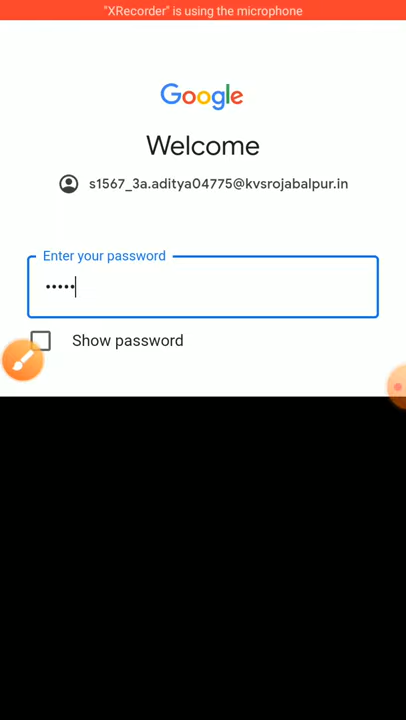 "XRecorder" is using the microphone
Google
Welcome
s1567_3a.aditya04775@kvsrojabalpur.in
Enter your password
•••••
Show password